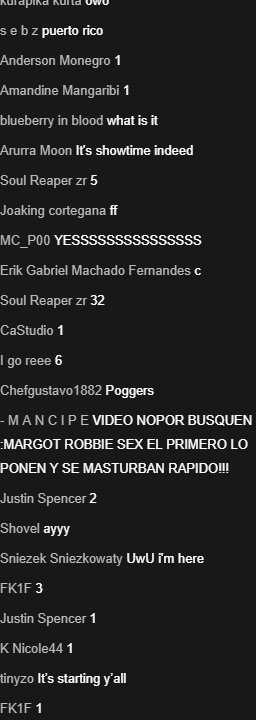 kurapika kurta owo
s e b z puerto rico
Anderson Monegro 1
Amandine Mangaribi 1
blueberry in blood what is it
Arurra Moon It's showtime indeed
Soul Reaper zr 5
Joaking cortegana ff
MC_P00 YESSSSSSSSSSSSSSS
Erik Gabriel Machado Fernandes c
Soul Reaper zr 32
CaStudio 1
I go reee 6
Chefgustavo1882 Poggers
- M A N C I P E VIDEO NOPOR BUSQUEN
:MARGOT ROBBIE SEX EL PRIMERO LO
PONEN Y SE MASTURBAN RAPIDO!!!
Justin Spencer 2
Shovel ayyy
Sniezek Sniezkowaty UwU i'm here
FK1F 3
Justin Spencer 1
K Nicole44 1
tinyzo It's starting y'all
FK1F 1